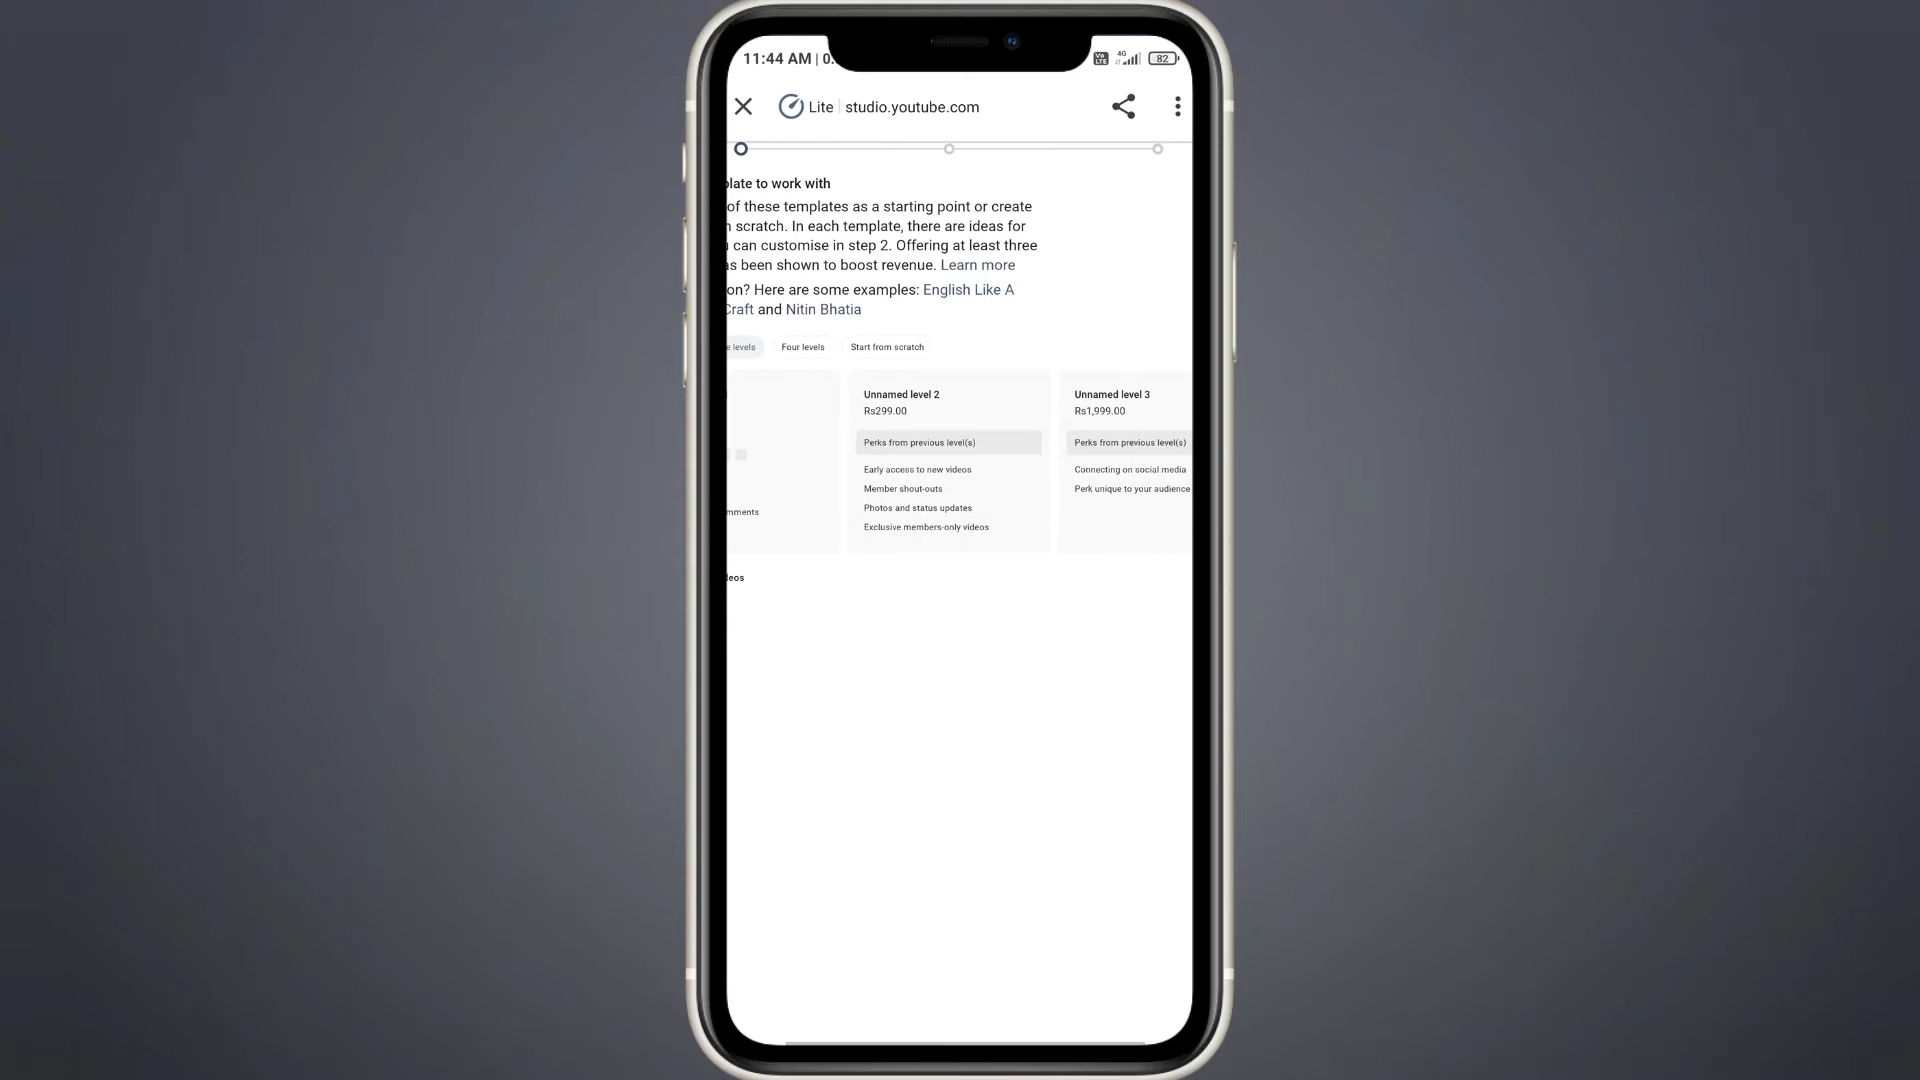 11:44 AM | 0.
Vo LTE 4G 82
Lite studio.youtube.com
to work with
of these templates as a starting point or create
scratch. In each template, there are ideas for
can customise in step 2. Offering at least three
been shown to boost revenue. Learn more
Here are some examples: English Like A
Craft and Nitin Bhatia
levels Four levels Start from scratch
Unnamed level 2
Rs299.00
Perks from previous level(s)
Early access to new videos
Member shout-outs
Photos and status updates
Exclusive members-only videos
Unnamed level 3
Rs1,999.00
Perks from previous level(s)
Connecting on social media
Perk unique to your audience